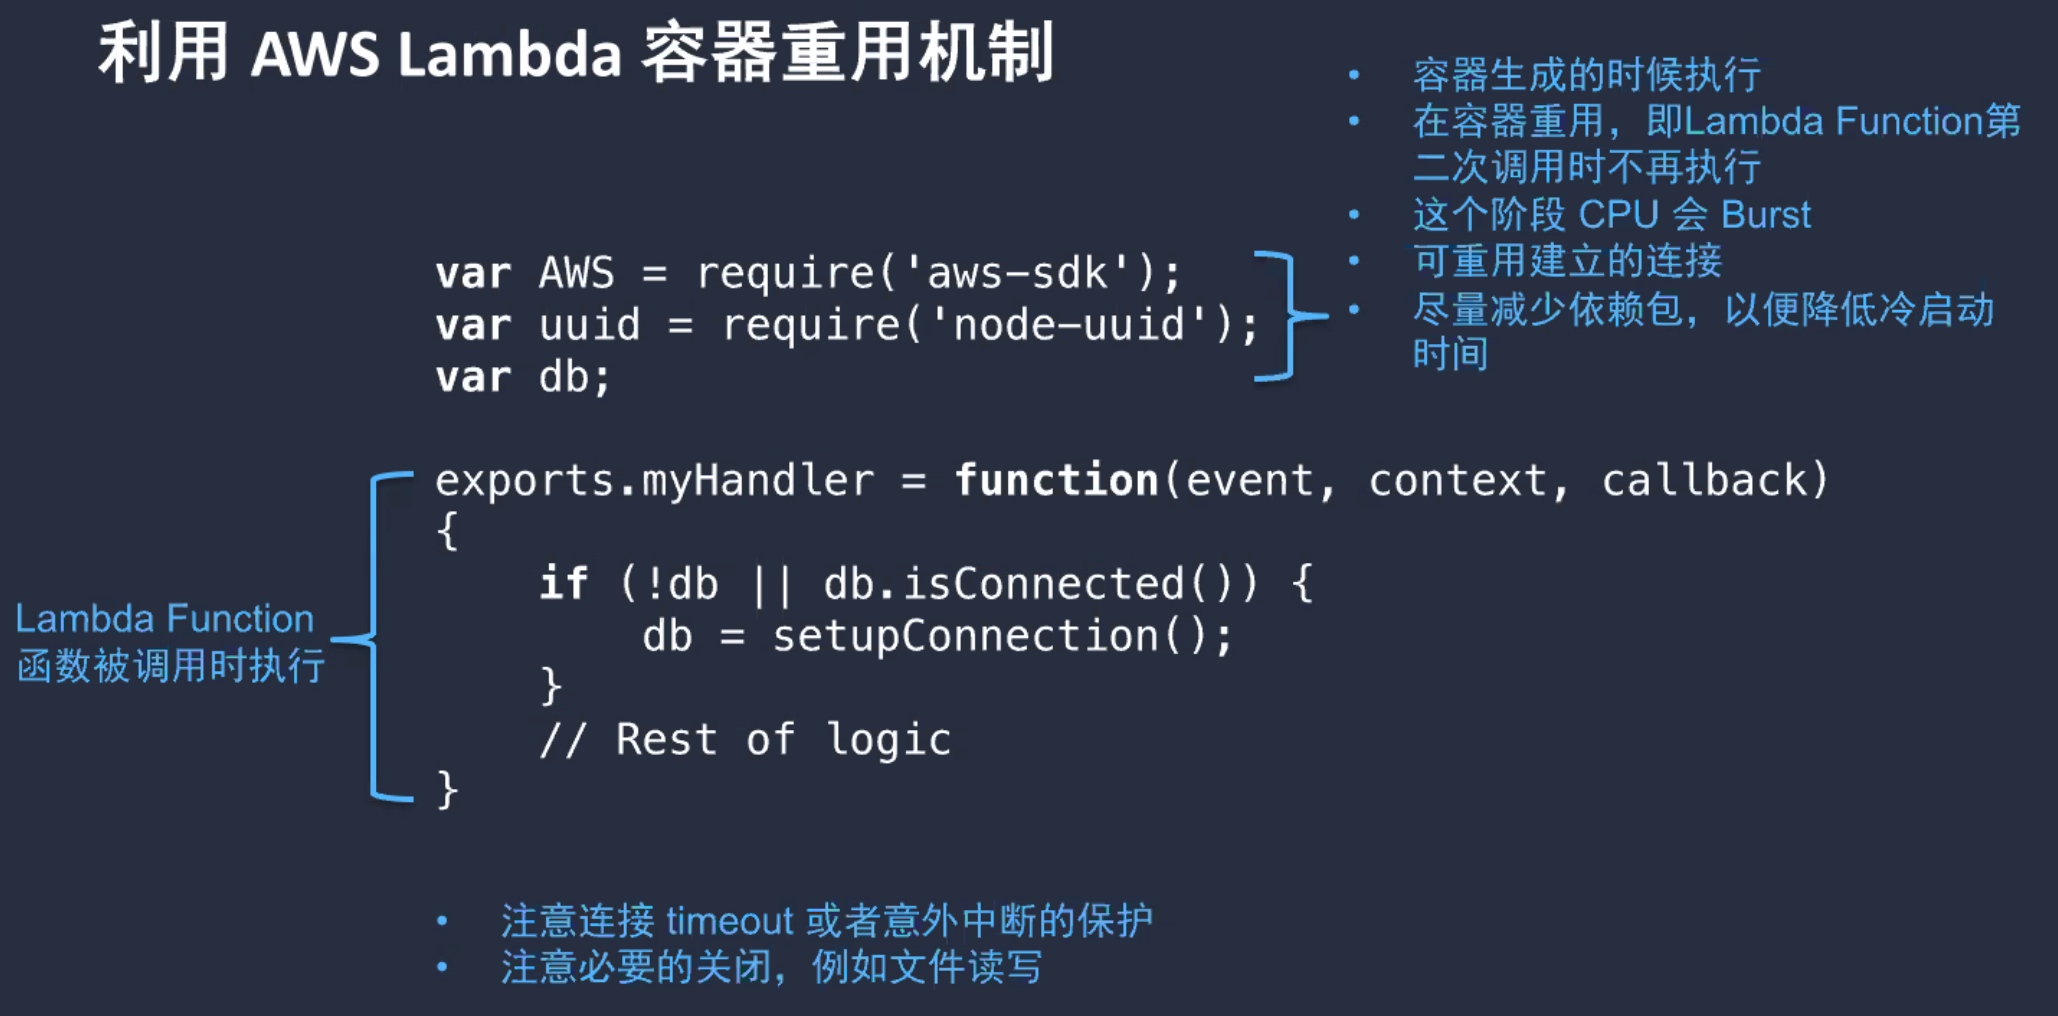 利用 AWS Lambda 容器重用机制
• 容器生成的时候执行
• 在容器重用，即Lambda Function第
二次调用时不再执行
• 这个阶段 CPU 会 Burst
• 可重用建立的连接
• 尽量减少依赖包，以便降低冷启动
时间
var AWS = require('aws-sdk');
var uuid = require('node-uuid');
var db;
exports.myHandler = function(event, context, callback)
{
    if (!db || db.isConnected()) {
        db = setupConnection();
    }
    // Rest of logic
}
Lambda Function
函数被调用时执行
• 注意连接 timeout 或者意外中断的保护
• 注意必要的关闭，例如文件读写